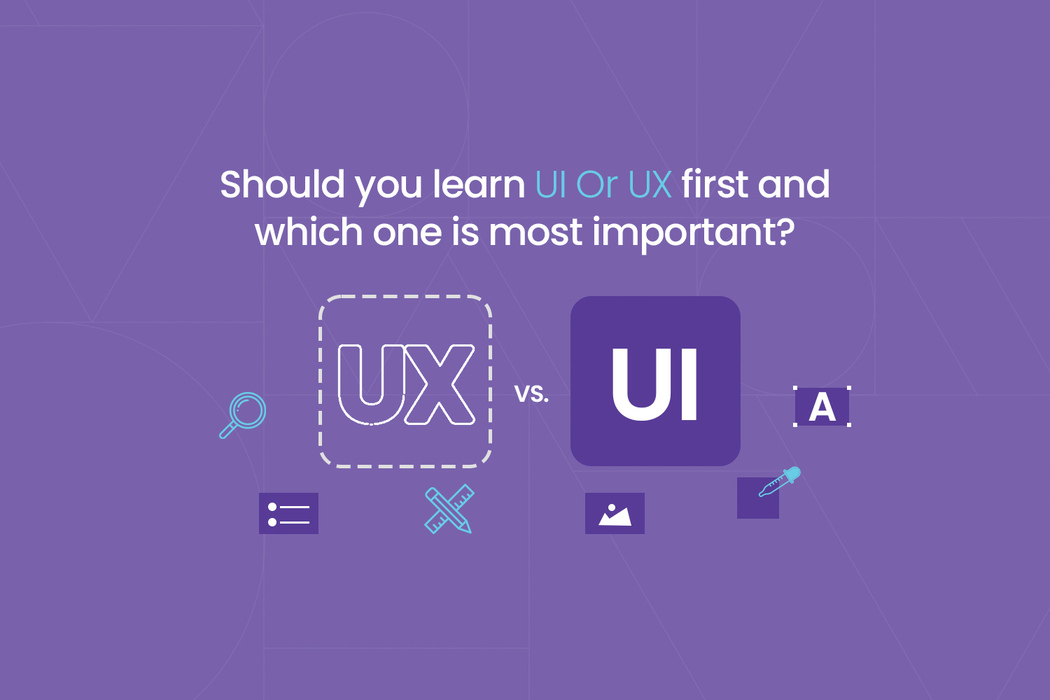 Should you learn UI Or UX first and
which one is most important?
UX
vs.
UI
A